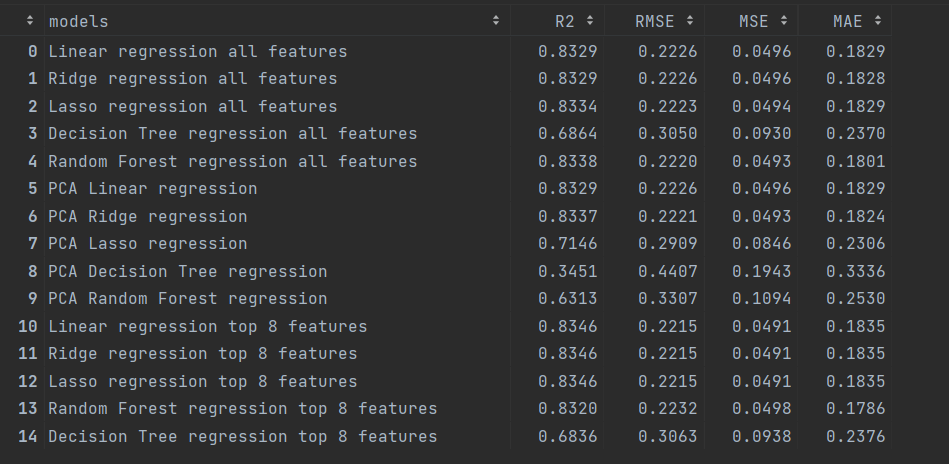 models R2 RMSE MSE MAE
0 Linear regression all features 0.8329 0.2226 0.0496 0.1829
1 Ridge regression all features 0.8329 0.2226 0.0496 0.1828
2 Lasso regression all features 0.8334 0.2223 0.0494 0.1829
3 Decision Tree regression all features 0.6864 0.3050 0.0930 0.2370
4 Random Forest regression all features 0.8338 0.2220 0.0493 0.1801
5 PCA Linear regression 0.8329 0.2226 0.0496 0.1829
6 PCA Ridge regression 0.8337 0.2221 0.0493 0.1824
7 PCA Lasso regression 0.7146 0.2909 0.0846 0.2306
8 PCA Decision Tree regression 0.3451 0.4407 0.1943 0.3336
9 PCA Random Forest regression 0.6313 0.3307 0.1094 0.2530
10 Linear regression top 8 features 0.8346 0.2215 0.0491 0.1835
11 Ridge regression top 8 features 0.8346 0.2215 0.0491 0.1835
12 Lasso regression top 8 features 0.8346 0.2215 0.0491 0.1835
13 Random Forest regression top 8 features 0.8320 0.2232 0.0498 0.1786
14 Decision Tree regression top 8 features 0.6836 0.3063 0.0938 0.2376